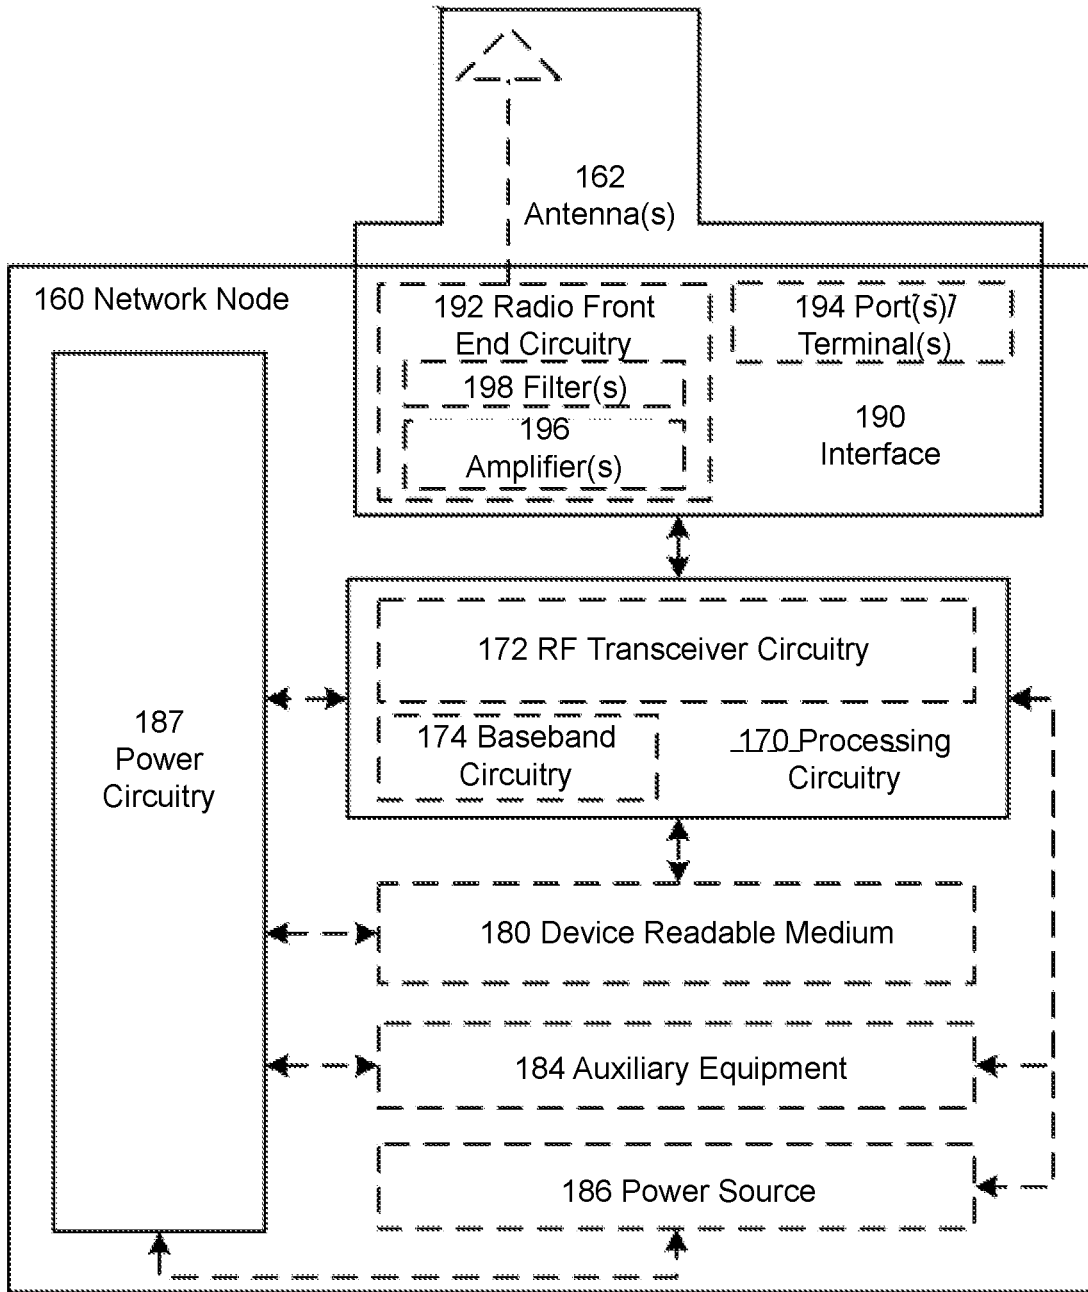 162
Antenna(s)
160 Network Node
192 Radio Front
End Circuitry
194 Port(s)/
Terminal(s)
198 Filter(s)
196
Amplifier(s)
190
Interface
172 RF Transceiver Circuitry
187
Power
Circuitry
174 Baseband
Circuitry
170 Processing
Circuitry
180 Device Readable Medium
184 Auxiliary Equipment
186 Power Source